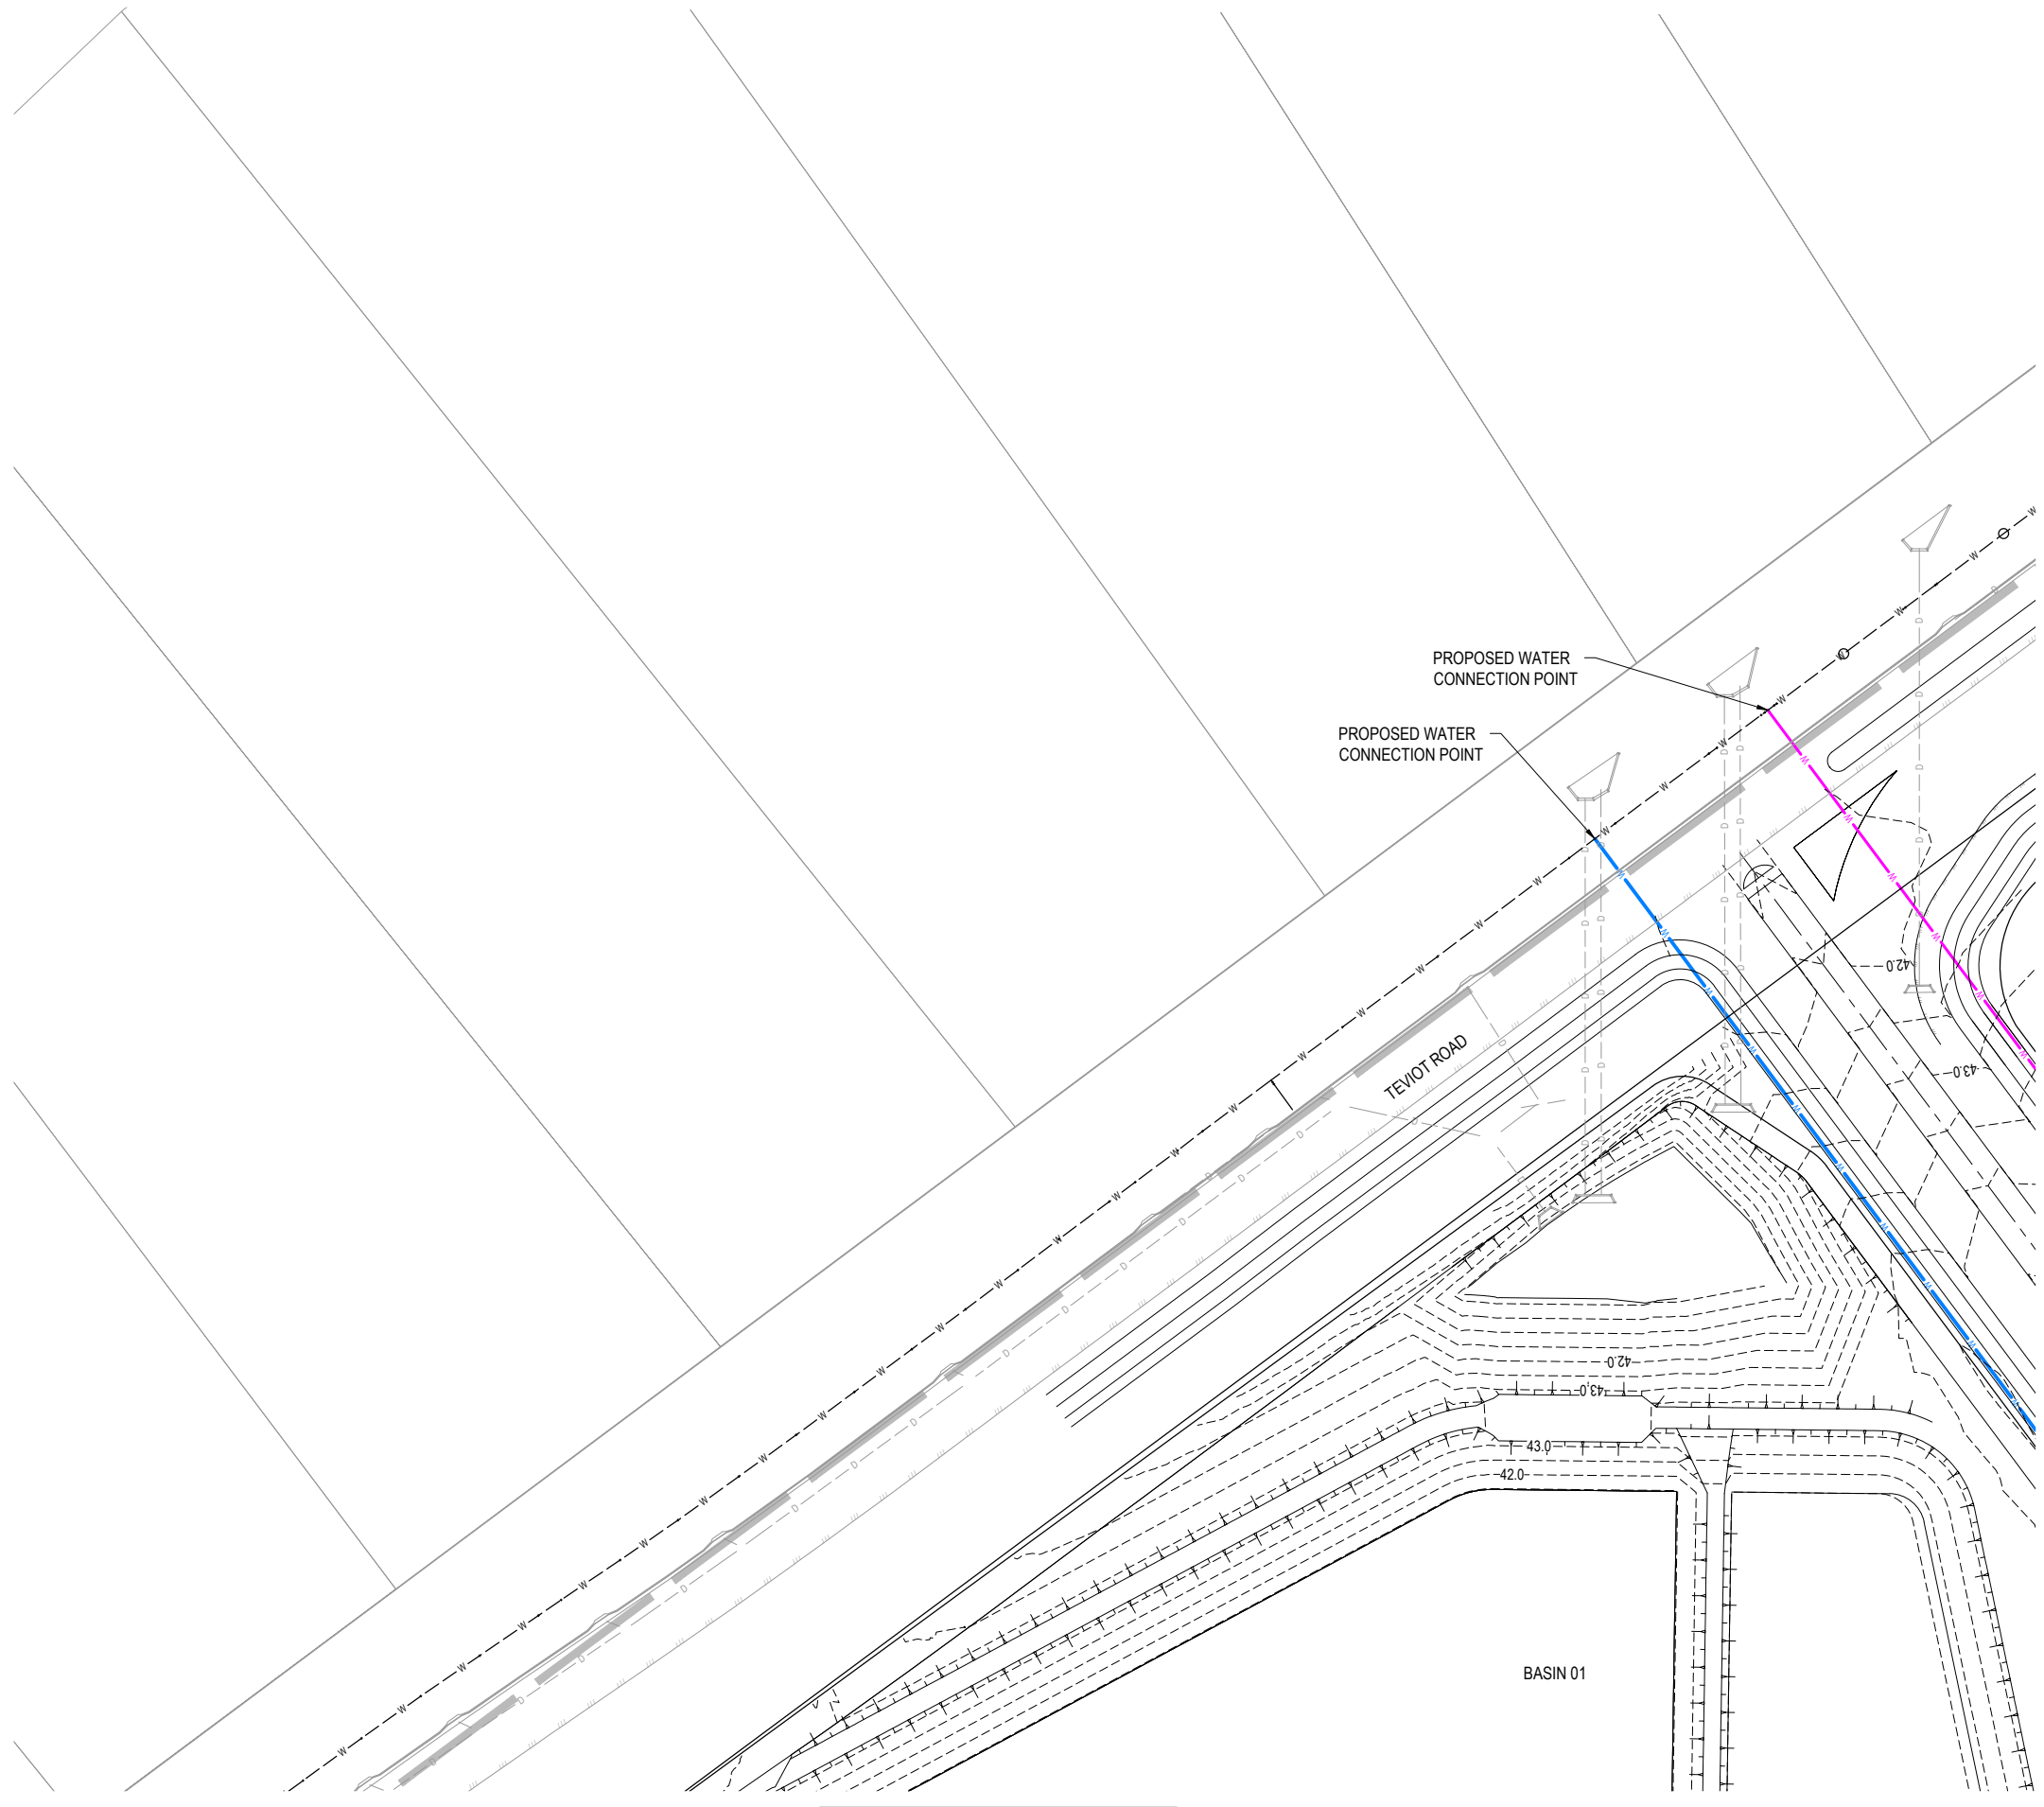 PROPOSED WATER
CONNECTION POINT
PROPOSED WATER
CONNECTION POINT
TEVIOT ROAD
42.0
43.0
42.0
43.0
43.0
42.0
BASIN 01